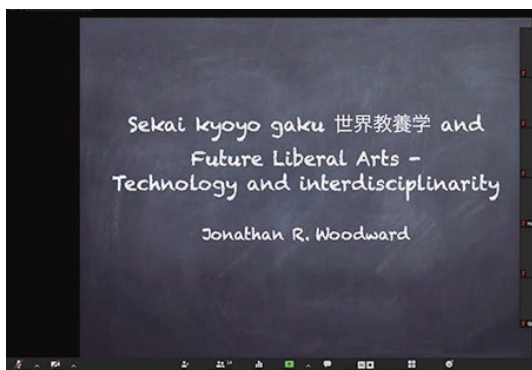 Sekai kyoyo gaku 世界教養学 and
Future Liberal Arts –
Technology and interdisciplinarity
Jonathan R. Woodward